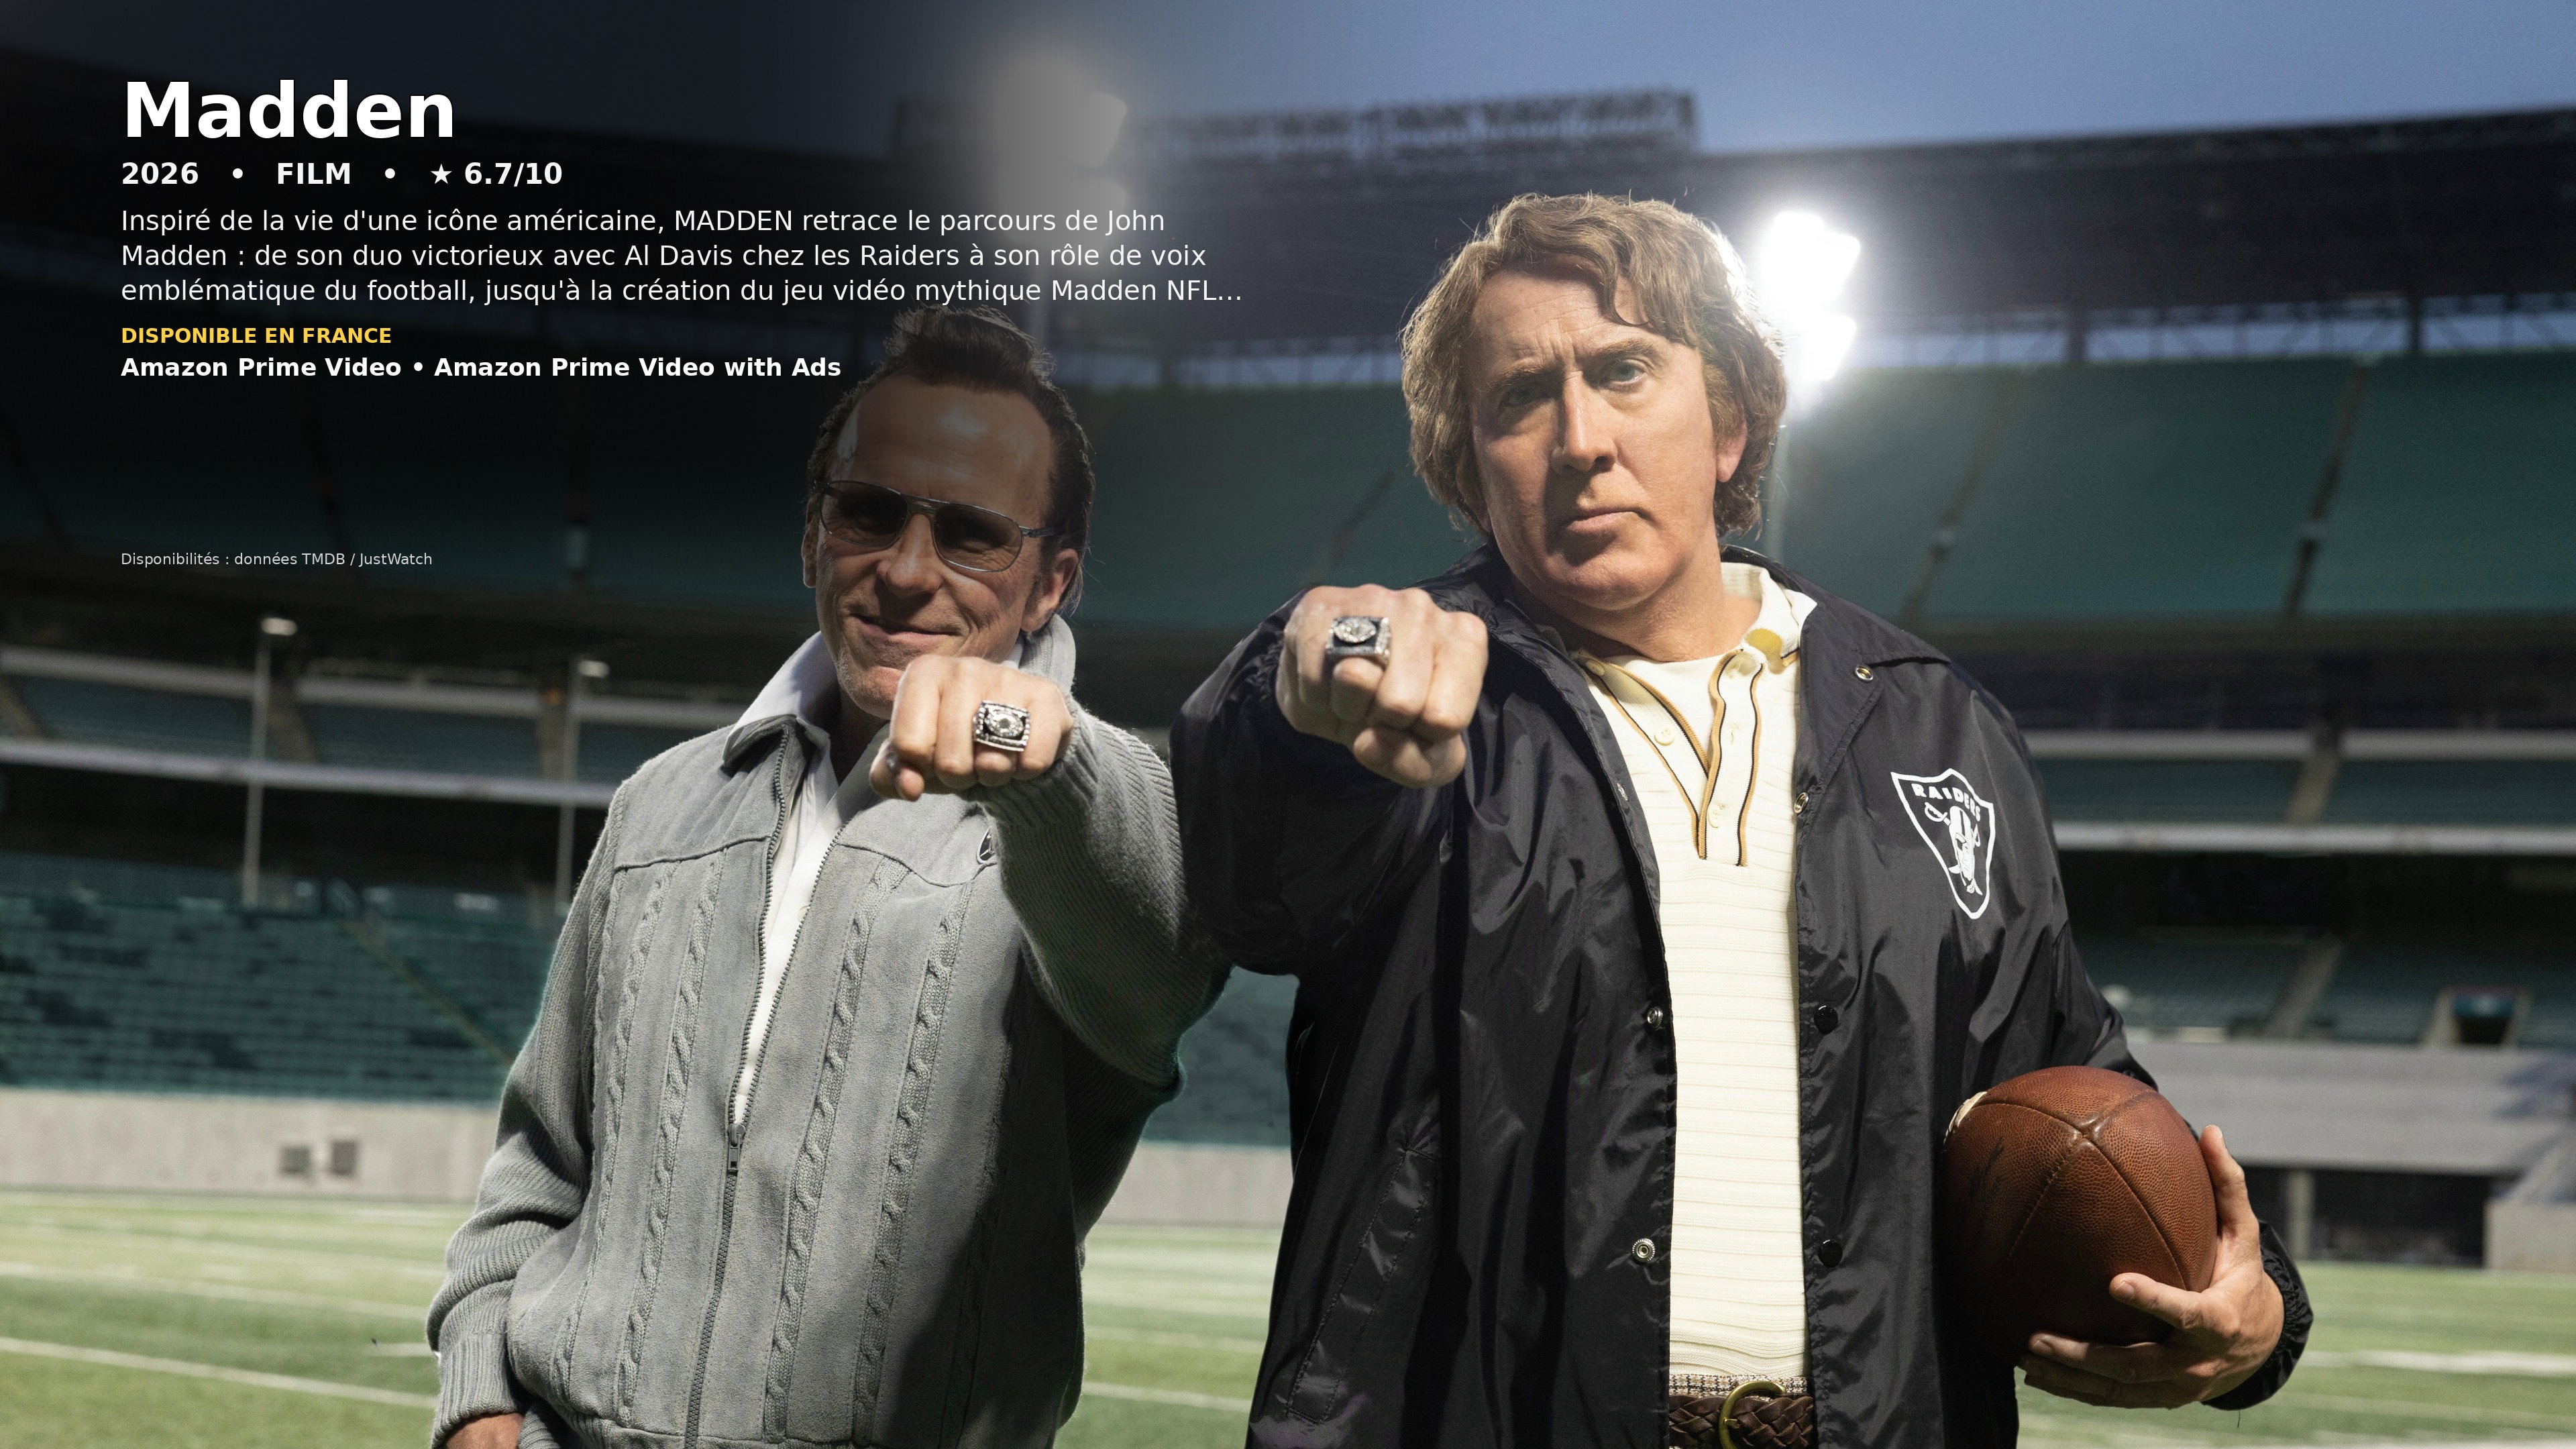 Madden
2026 • FILM • ★ 6.7/10
Inspiré de la vie d'une icône américaine, MADDEN retrace le parcours de John
Madden : de son duo victorieux avec Al Davis chez les Raiders à son rôle de voix
emblématique du football, jusqu'à la création du jeu vidéo mythique Madden NFL…
DISPONIBLE EN FRANCE
Amazon Prime Video • Amazon Prime Video with Ads
Disponibilités : données TMDB / JustWatch
RAIDERS